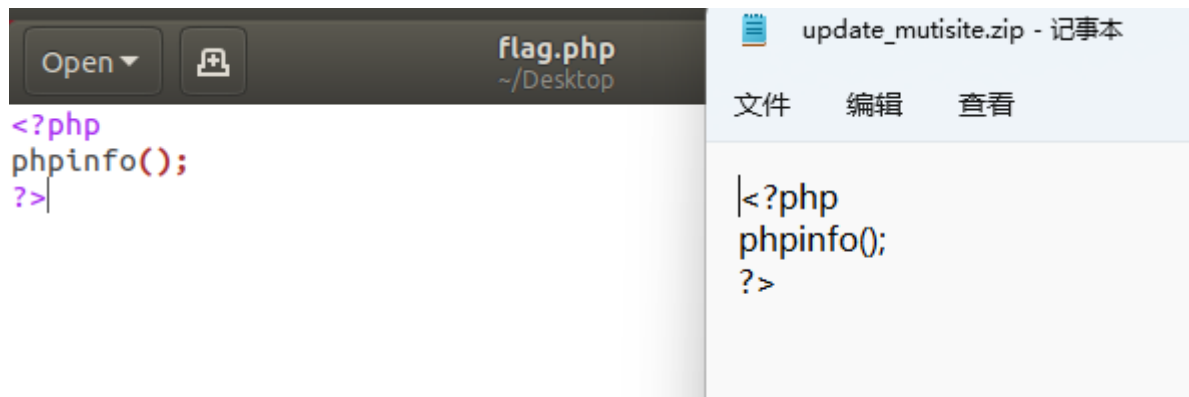 Open
flag.php
~/Desktop
<?php
phpinfo();
?>
update_mutisite.zip - 记事本
文件 编辑 查看
<?php
phpinfo();
?>